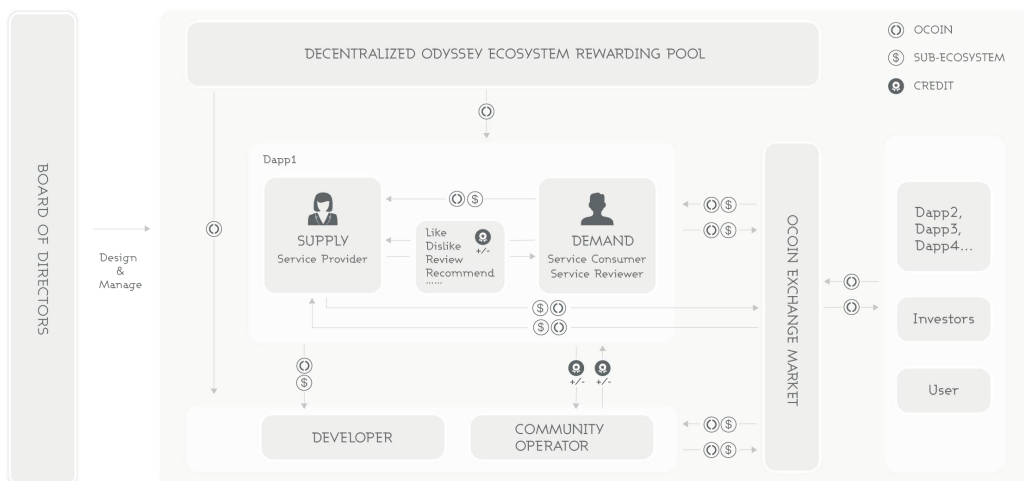 DECENTRALIZED ODYSSEY ECOSYSTEM REWARDING POOL
OCOIN
$ SUB-ECOSYSTEM
CREDIT
BOARD OF DIRECTORS
Design
&
Manage
Dapp1
SUPPLY
Service Provider
$
Like
Dislike
Review
Recommend
......
+/-
DEMAND
Service Consumer
Service Reviewer
$
$
$
$
OCOIN EXCHANGE MARKET
Dapp2,
Dapp3,
Dapp4...
Investors
User
$
+/-
+/-
DEVELOPER
COMMUNITY
OPERATOR
$
$